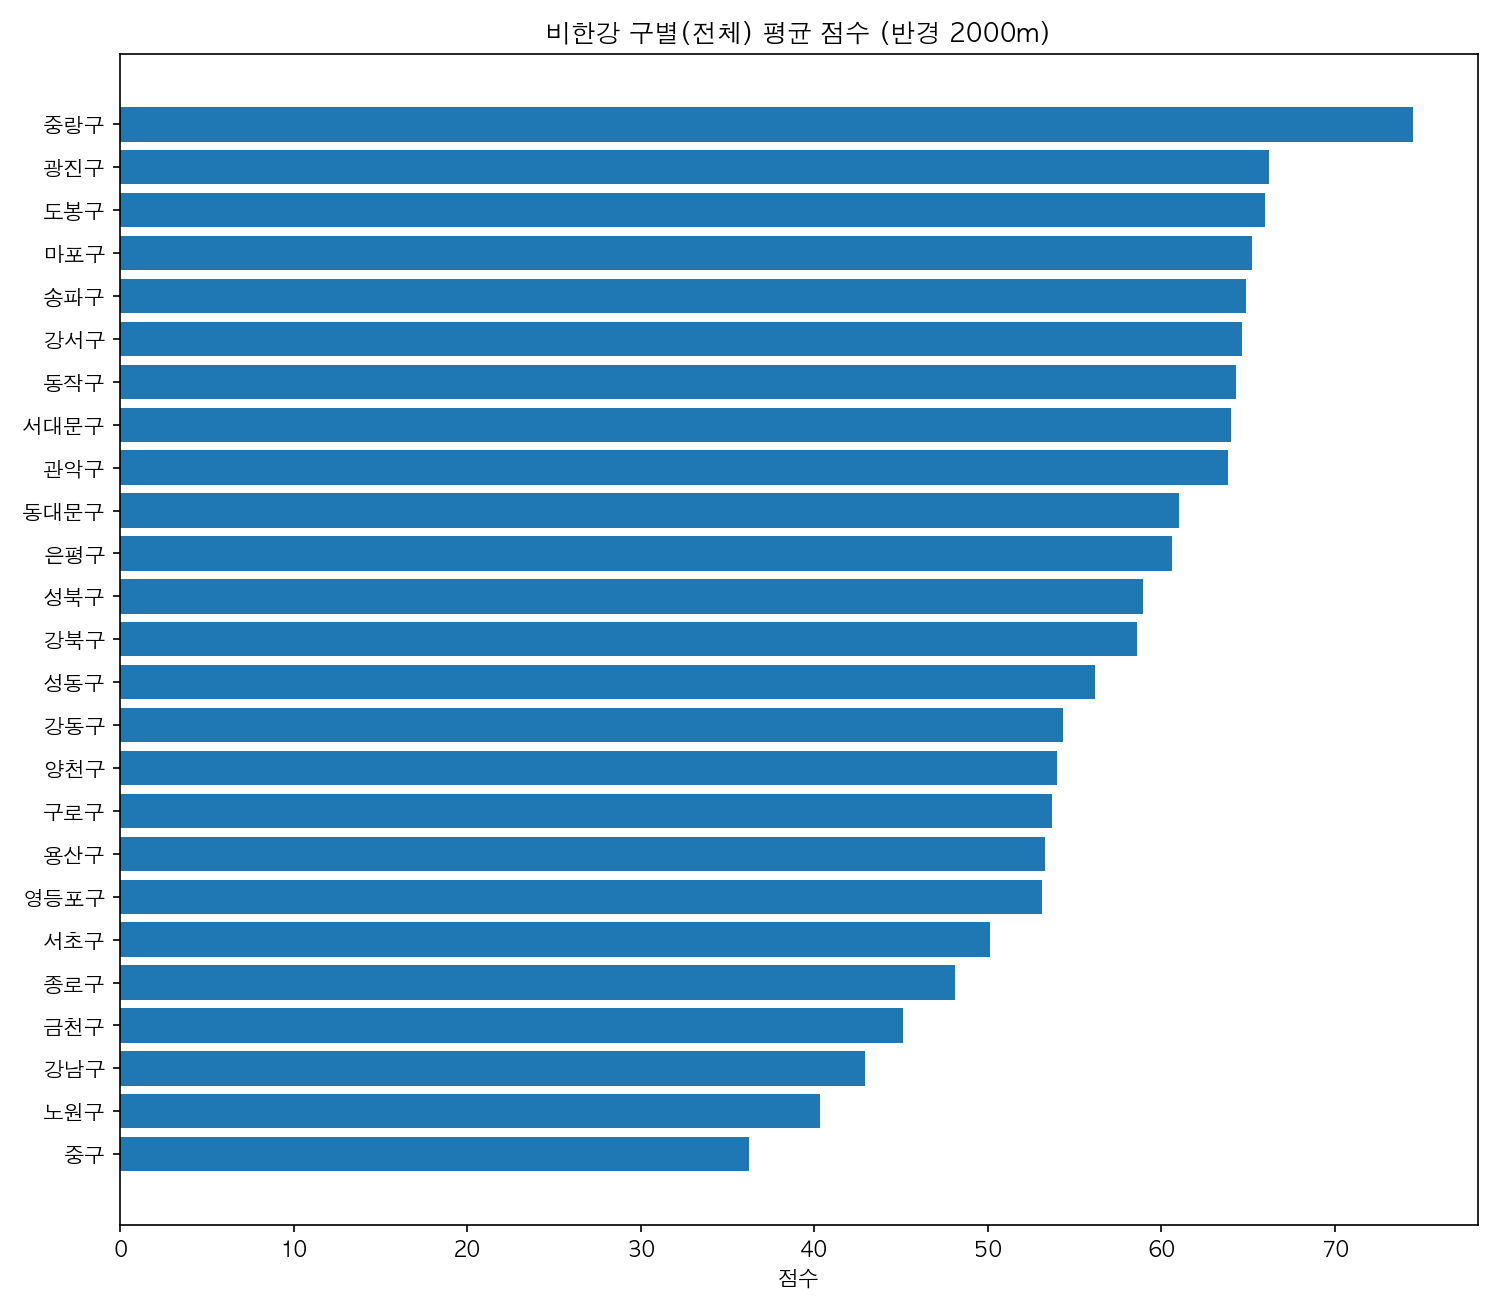 비한강 구별(전체) 평균 점수 (반경 2000m)
중랑구
광진구
도봉구
마포구
송파구
강서구
동작구
서대문구
관악구
동대문구
은평구
성북구
강북구
성동구
강동구
양천구
구로구
용산구
영등포구
서초구
종로구
금천구
강남구
노원구
중구
0 10 20 30 40 50 60 70
점수